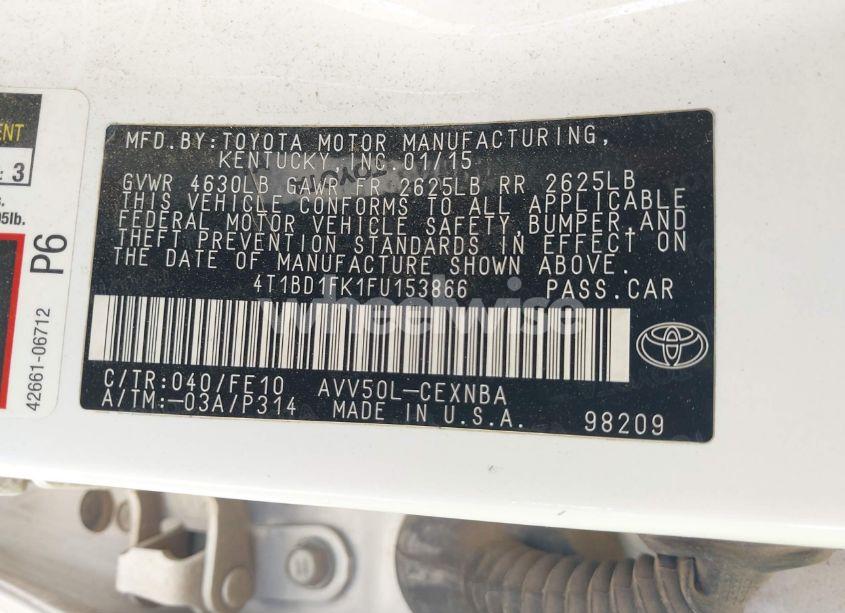 MFD.BY:TOYOTA MOTOR MANUFACTURING,
KENTUCKY, INC. 01/15
GVWR 4630LB GAWR FR 2625LB RR 2625LB
THIS VEHICLE CONFORMS TO ALL APPLICABLE
FEDERAL MOTOR VEHICLE SAFETY,BUMPER,AND
THEFT PREVENTION STANDARDS IN EFFECT ON
THE DATE OF MANUFACTURE SHOWN ABOVE.
4T1BD1FK1FU153866 PASS.CAR
C/TR:040/FE10 AVV50L-CEXNBA
A/TM:-03A/P314 MADE IN U.S.A.
98209
3
P6
42661-06712
wheelwise